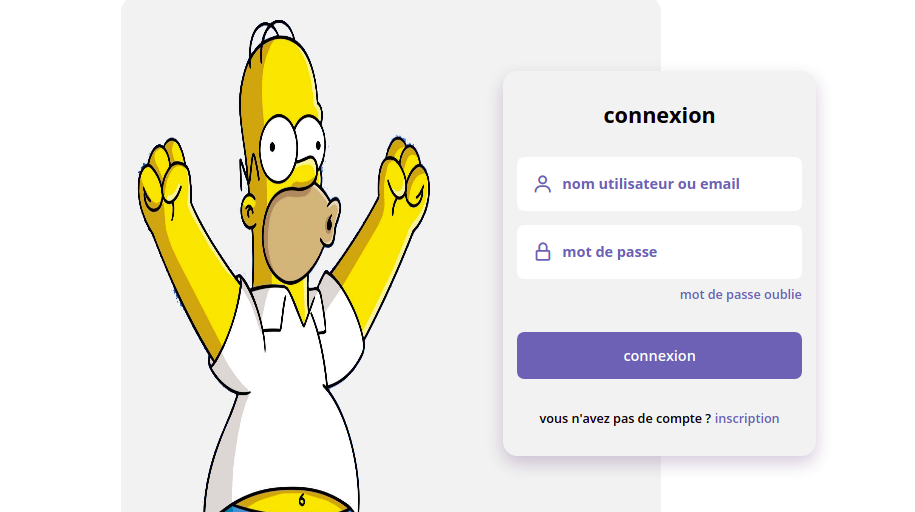 connexion
nom utilisateur ou email
mot de passe
mot de passe oublie
connexion
vous n'avez pas de compte ? inscription